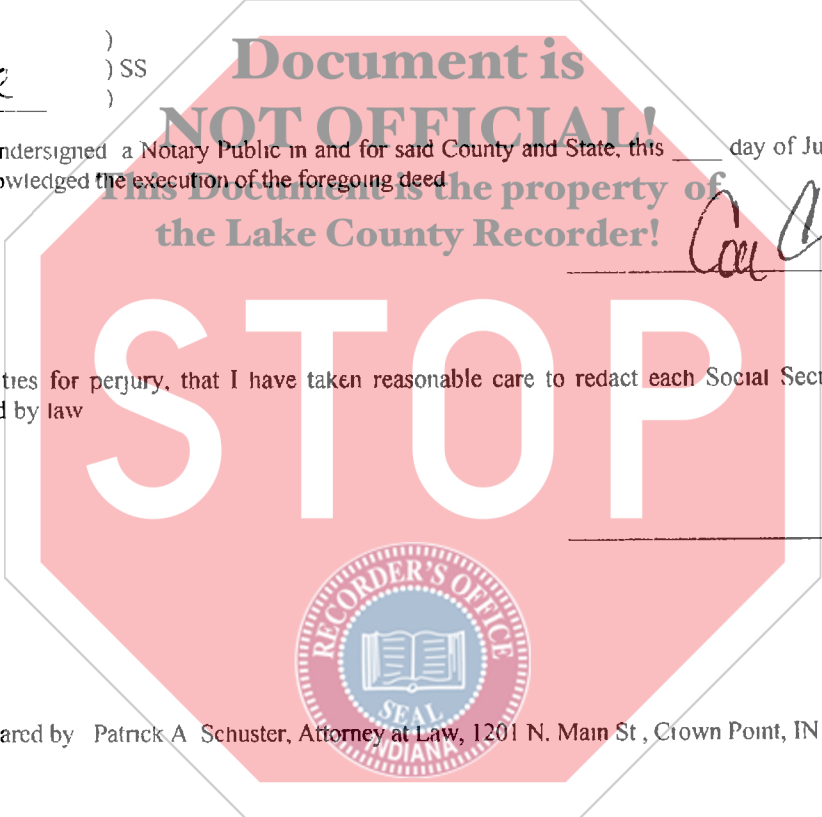 )
) SS
)
Document is
NOT OFFICIAL!
ndersigned a Notary Public in and for said County and State, this ____ day of Ju
owledged the execution of the foregoing deed
This Document is the property of
the Lake County Recorder!
STOP
ties for perjury, that I have taken reasonable care to redact each Social Secu
d by law
RECORDER'S OFFICE
SEAL
INDIANA
ared by Patrick A Schuster, Attorney at Law, 1201 N. Main St , Crown Point, IN